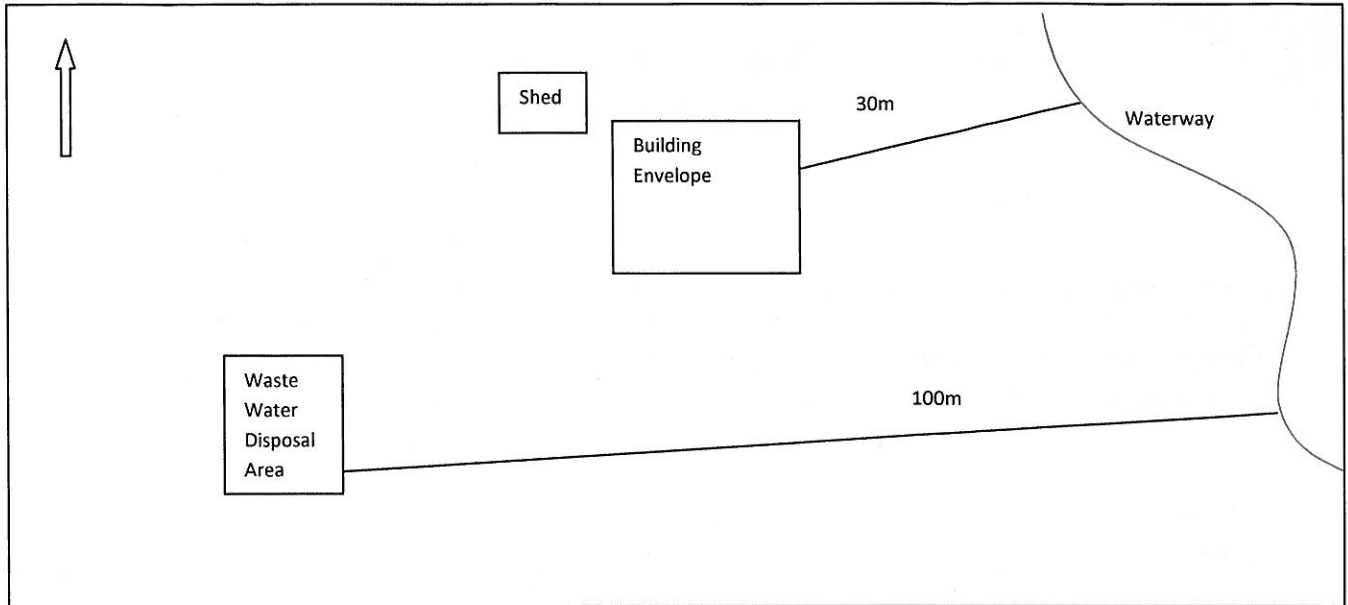 Shed
30m
Waterway
Building
Envelope
Waste
Water
Disposal
Area
100m